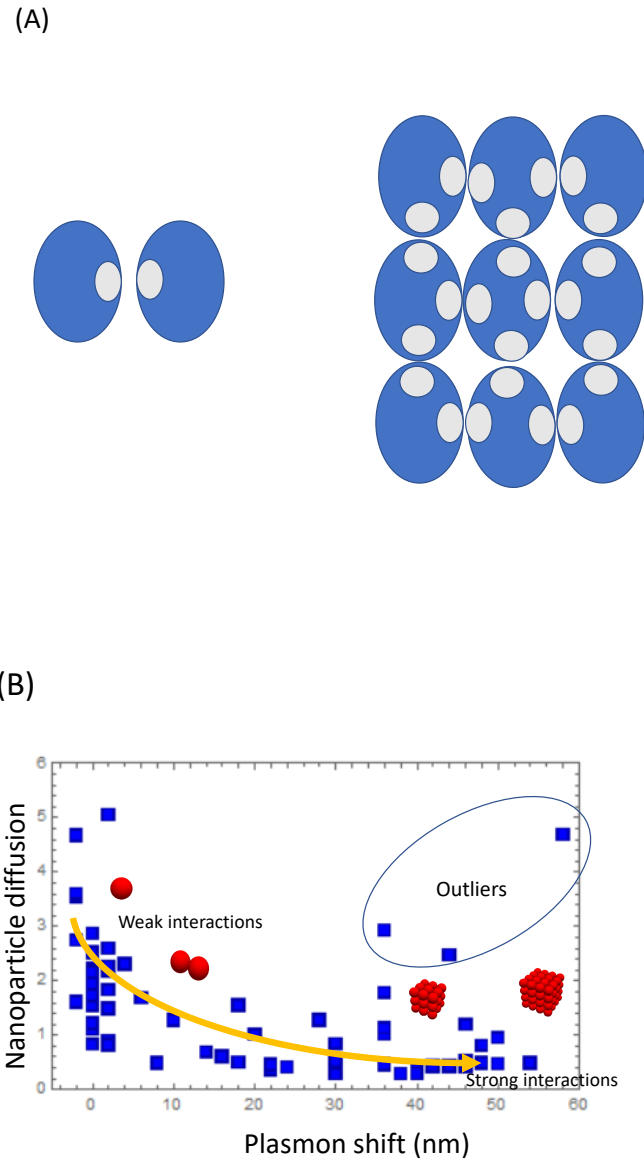 (A)
(B)
Nanoparticle diffusion
6
5
4
3
2
1
0
Outliers
Weak interactions
Strong interactions
0 10 20 30 40 50 60
Plasmon shift (nm)